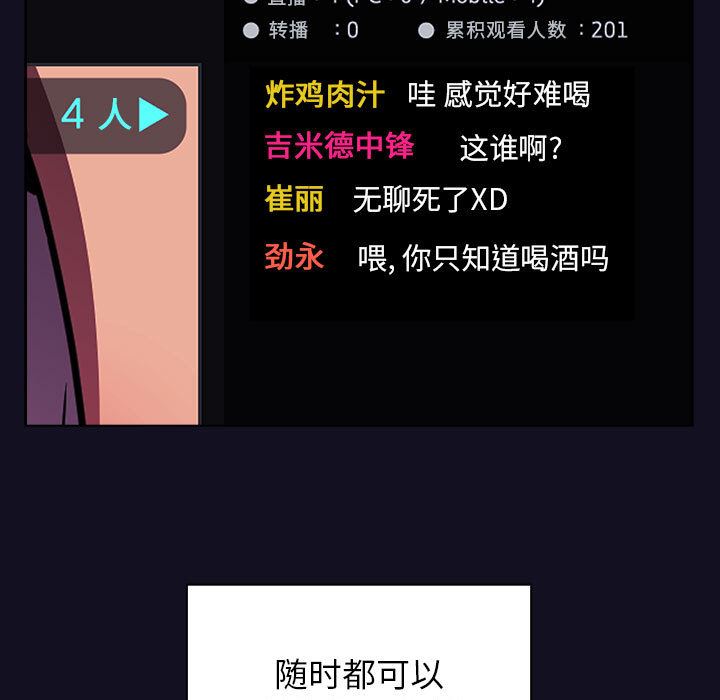 直播 : 4 (PC : 0 / Mobile : 4)
转播 : 0 累积观看人数 : 201
4 人▶
炸鸡肉汁 哇 感觉好难喝
吉米德中锋 这谁啊?
崔丽 无聊死了XD
劲永 喂, 你只知道喝酒吗
随时都可以